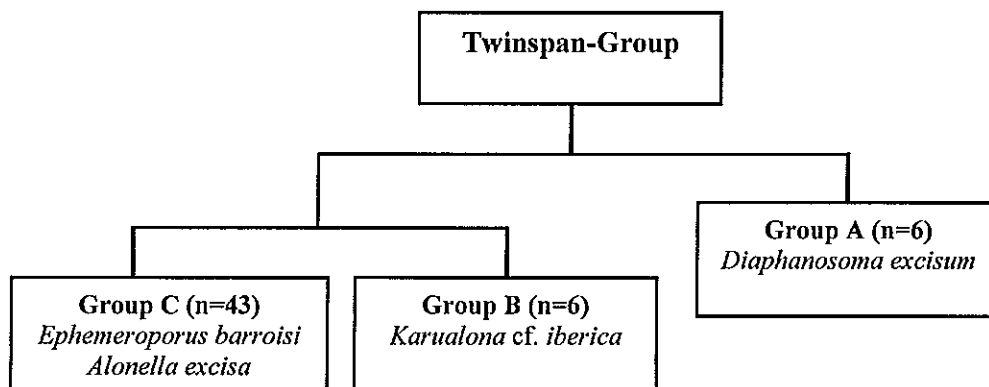 Twinspan-Group
Group A (n=6)
Diaphanosoma excisum
Group C (n=43)
Ephemeroporus barroisi
Alonella excisa
Group B (n=6)
Karualona cf. iberica